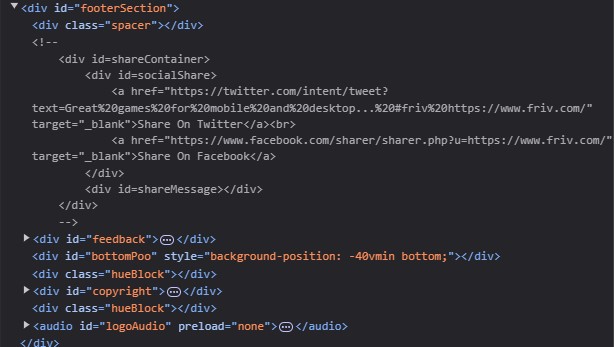 ▼<div id="footerSection">
<div class="spacer"></div>
<!--
<div id=shareContainer>
<div id=socialShare>
<a href="https://twitter.com/intent/tweet?
text=Great%20games%20for%20mobile%20and%20desktop...%20#friv%20https://www.friv.com/"
target="_blank">Share On Twitter</a><br>
<a href="https://www.facebook.com/sharer/sharer.php?u=https://www.friv.com/"
target="_blank">Share On Facebook</a>
</div>
<div id=shareMessage></div>
</div>
-->
▶<div id="feedback">⋯</div>
<div id="bottomPoo" style="background-position: -40vmin bottom;"></div>
<div class="hueBlock"></div>
▶<div id="copyright">⋯</div>
<div class="hueBlock"></div>
▶<audio id="logoAudio" preload="none">⋯</audio>
</div>